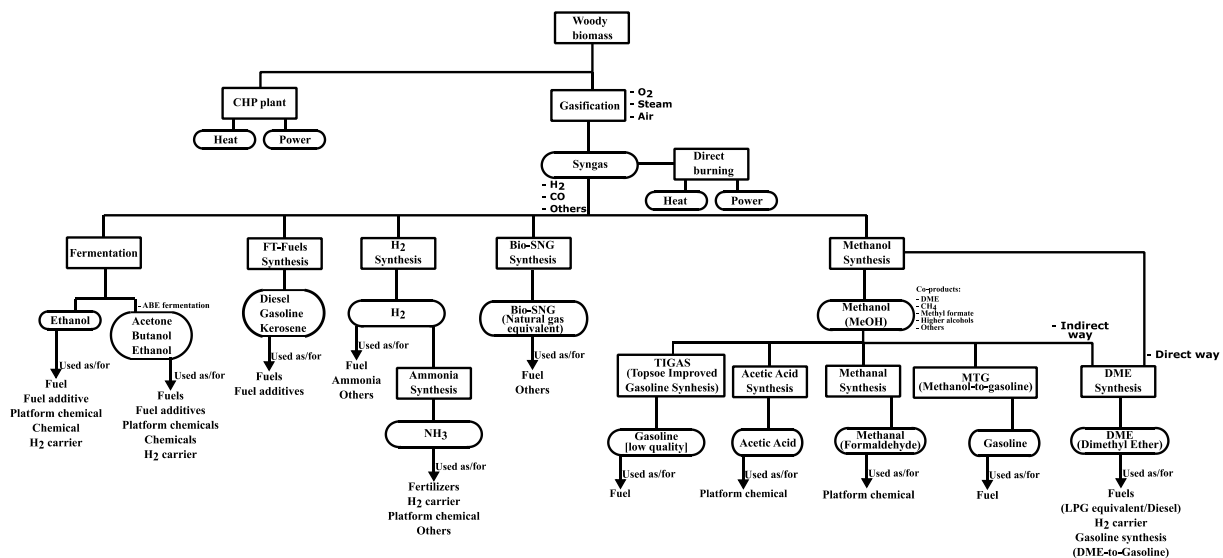 Woody
biomass
CHP plant
Heat
Power
Gasification
- O2
- Steam
- Air
Syngas
Direct
burning
Heat
Power
- H2
- CO
- Others
Fermentation
FT-Fuels
Synthesis
H2
Synthesis
Bio-SNG
Synthesis
Methanol
Synthesis
Ethanol
- ABE fermentation
Acetone
Butanol
Ethanol
Diesel
Gasoline
Kerosene
H2
Bio-SNG
(Natural gas
equivalent)
Methanol
(MeOH)
Co-products:
- DME
- CH4
- Methyl formate
- Higher alcohols
- Others
- Indirect
way
- Direct way
Used as/for
Fuel
Fuel additive
Platform chemical
Chemical
H2 carrier
Used as/for
Fuels
Fuel additives
Platform chemicals
Chemicals
H2 carrier
Used as/for
Fuels
Fuel additives
Used as/for
Fuel
Ammonia
Others
Ammonia
Synthesis
NH3
Used as/for
Fertilizers
H2 carrier
Platform chemical
Others
Used as/for
Fuel
Others
TIGAS
(Topsoe Improved
Gasoline Synhesis)
Acetic Acid
Synthesis
Methanal
Synthesis
MTG
(Methanol-to-gasoline)
DME
Synthesis
Gasoline
[low quality]
Acetic Acid
Methanal
(Formaldehyde)
Gasoline
DME
(Dimethyl Ether)
Used as/for
Fuel
Used as/for
Platform chemical
Used as/for
Platform chemical
Used as/for
Fuel
Used as/for
Fuels
(LPG equivalent/Diesel)
H2 carrier
Gasoline synthesis
(DME-to-Gasoline)